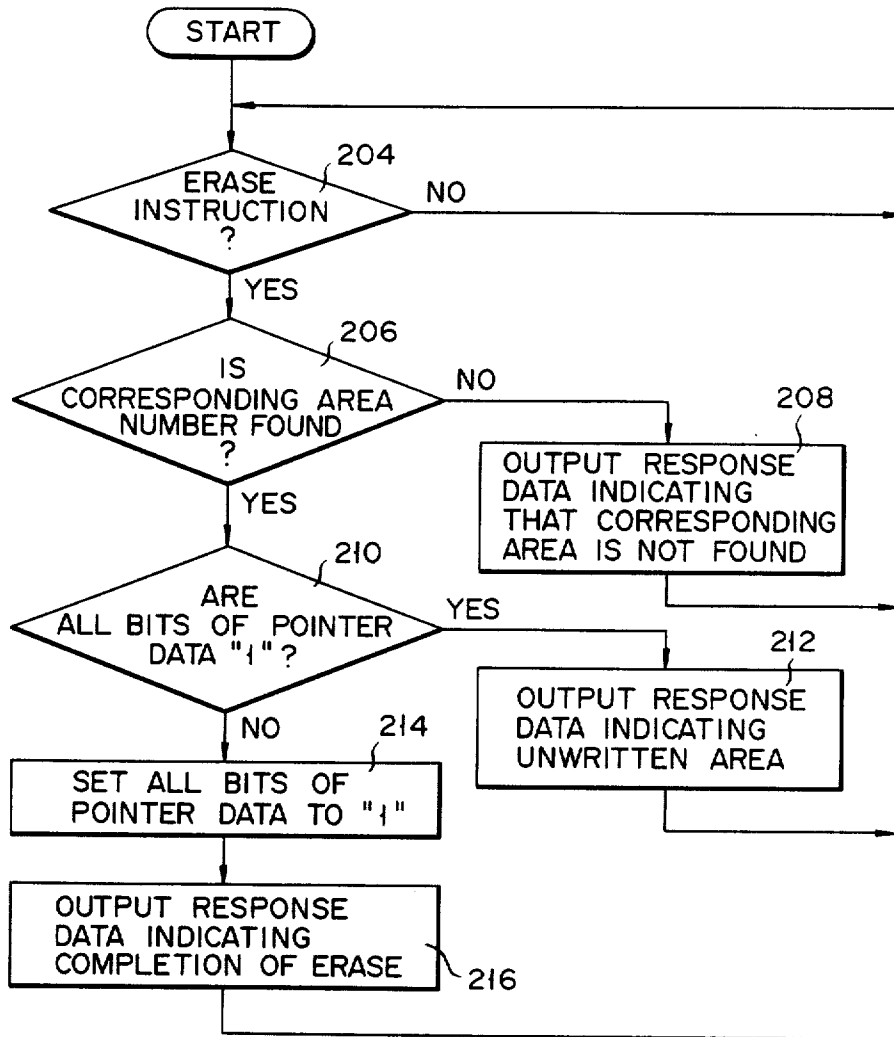 START
204
ERASE
INSTRUCTION
?
NO
YES
206
IS
CORRESPONDING AREA
NUMBER FOUND
?
NO
YES
208
OUTPUT RESPONSE
DATA INDICATING
THAT CORRESPONDING
AREA IS NOT FOUND
210
ARE
ALL BITS OF POINTER
DATA "1"?
YES
NO
212
OUTPUT RESPONSE
DATA INDICATING
UNWRITTEN AREA
214
SET ALL BITS OF
POINTER DATA TO "1"
OUTPUT RESPONSE
DATA INDICATING
COMPLETION OF ERASE
216